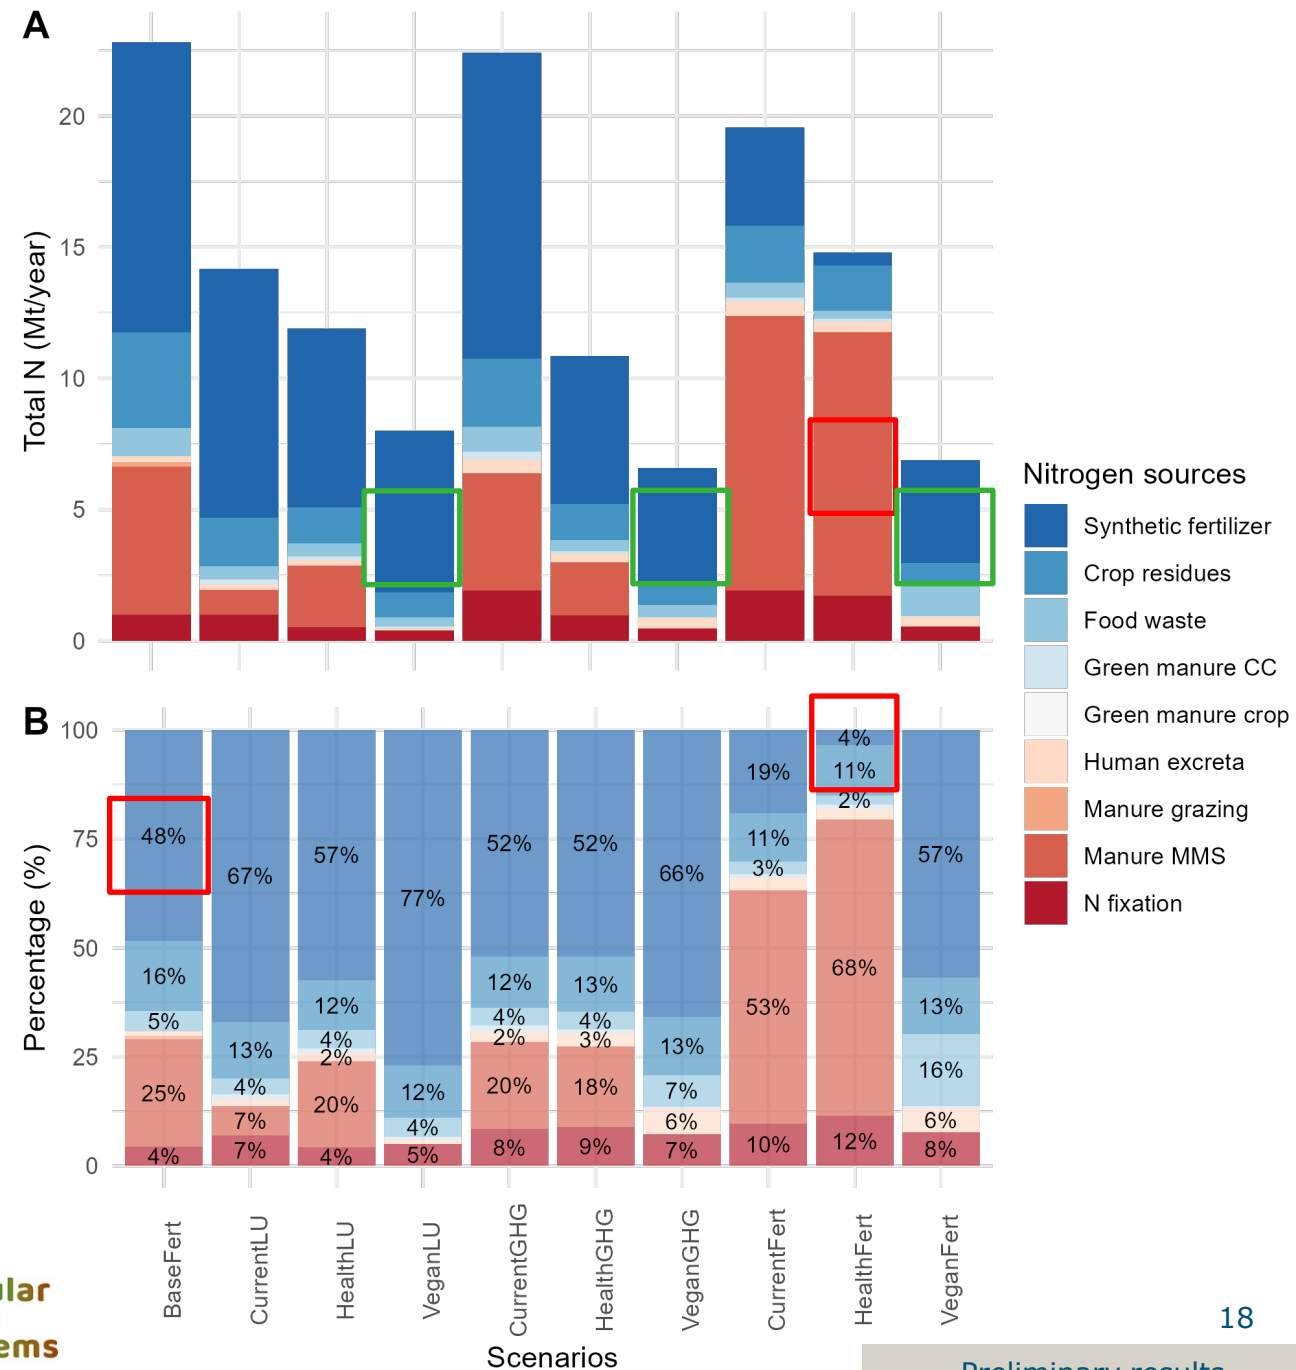 A
Total N (Mt/year)
20
15
10
5
0
Nitrogen sources
Synthetic fertilizer
Crop residues
Food waste
Green manure CC
Green manure crop
Human excreta
Manure grazing
Manure MMS
N fixation
B
Percentage (%)
100
75
50
25
0
48%
16%
5%
25%
4%
67%
13%
4%
7%
7%
57%
12%
4%
2%
20%
4%
77%
12%
4%
5%
52%
12%
4%
2%
20%
8%
52%
13%
4%
3%
18%
9%
66%
13%
7%
6%
7%
19%
11%
3%
53%
10%
4%
11%
2%
68%
12%
57%
13%
16%
6%
8%
BaseFert
CurrentLU
HealthLU
VeganLU
CurrentGHG
HealthGHG
VeganGHG
CurrentFert
HealthFert
VeganFert
Scenarios
ular
ems
18
Preliminary results